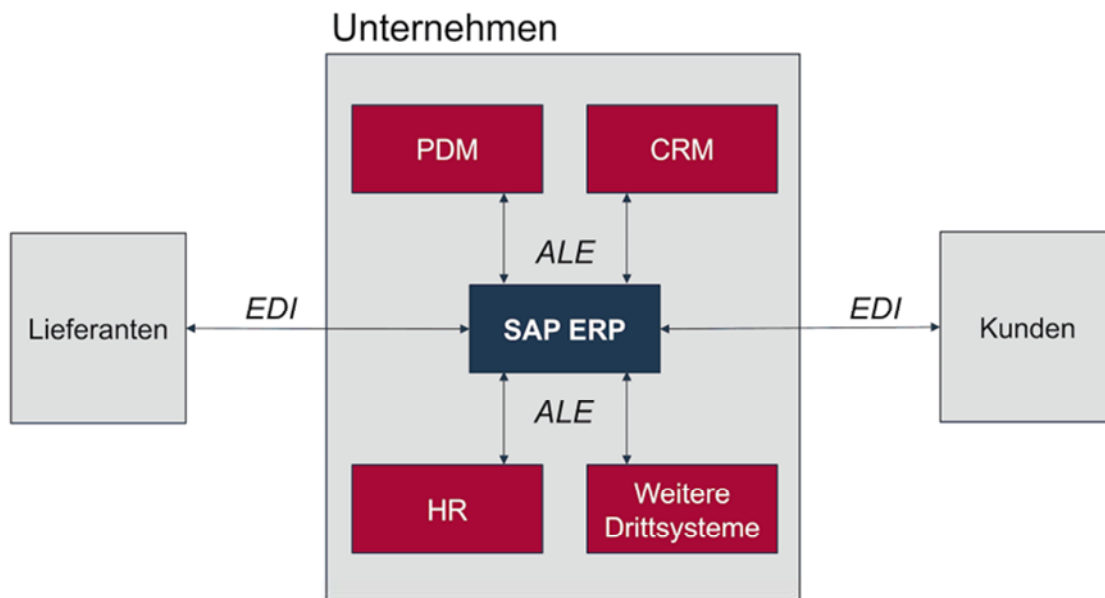 Unternehmen
PDM
CRM
ALE
Lieferanten
EDI
SAP ERP
EDI
Kunden
ALE
HR
Weitere
Drittsysteme